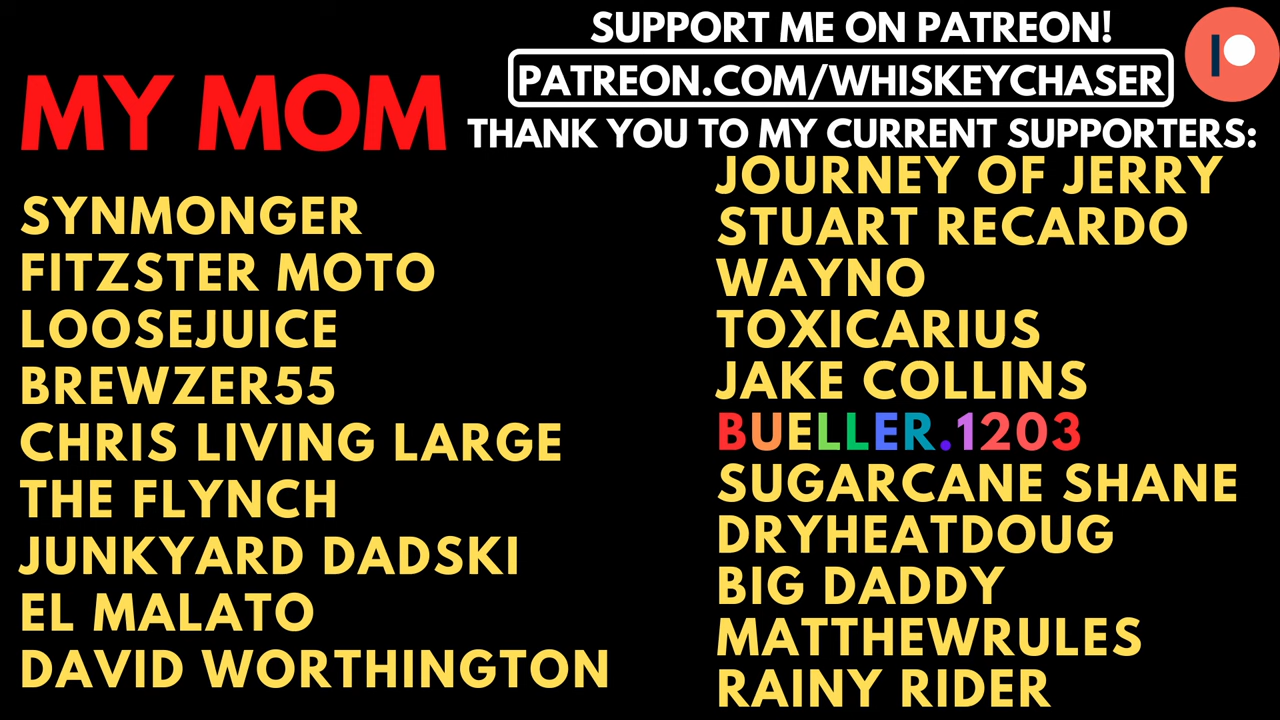 SUPPORT ME ON PATREON!
PATREON.COM/WHISKEYCHASER
THANK YOU TO MY CURRENT SUPPORTERS:
MY MOM
SYNMONGER
FITZSTER MOTO
LOOSEJUICE
BREWZER55
CHRIS LIVING LARGE
THE FLYNCH
JUNKYARD DADSKI
EL MALATO
DAVID WORTHINGTON
JOURNEY OF JERRY
STUART RECARDO
WAYNO
TOXICARIUS
JAKE COLLINS
BUELLER.1203
SUGARCANE SHANE
DRYHEATDOUG
BIG DADDY
MATTHEWRULES
RAINY RIDER